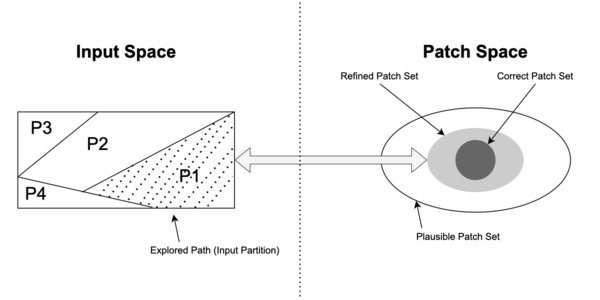 Input Space
Patch Space
Refined Patch Set
Correct Patch Set
P3
P2
P1
P4
Explored Path (Input Partition)
Plausible Patch Set